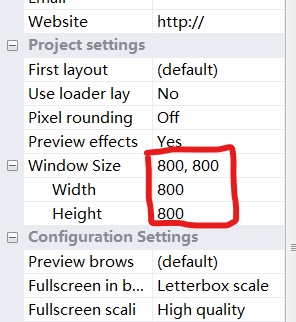 Website http://
Project settings
First layout (default)
Use loader lay No
Pixel rounding Off
Preview effects Yes
Window Size 800, 800
Width 800
Height 800
Configuration Settings
Preview brows (default)
Fullscreen in b... Letterbox scale
Fullscreen scali High quality